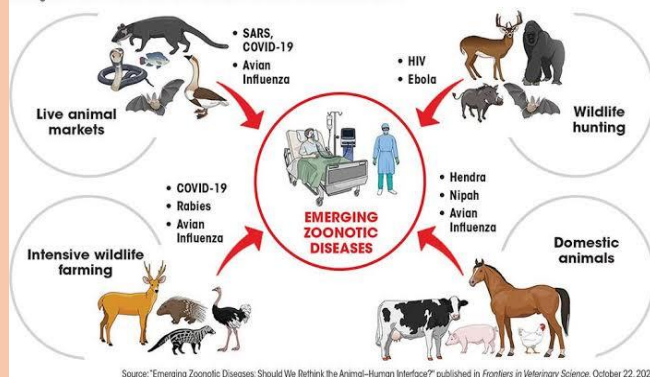 • SARS,
COVID-19
• Avian
Influenza
Live animal
markets
• HIV
• Ebola
Wildlife
hunting
EMERGING
ZOONOTIC
DISEASES
• COVID-19
• Rabies
• Avian
Influenza
Intensive wildlife
farming
• Hendra
• Nipah
• Avian
Influenza
Domestic
animals
Source: "Emerging Zoonotic Diseases: Should We Rethink the Animal–Human Interface?" published in Frontiers in Veterinary Science, October 22,